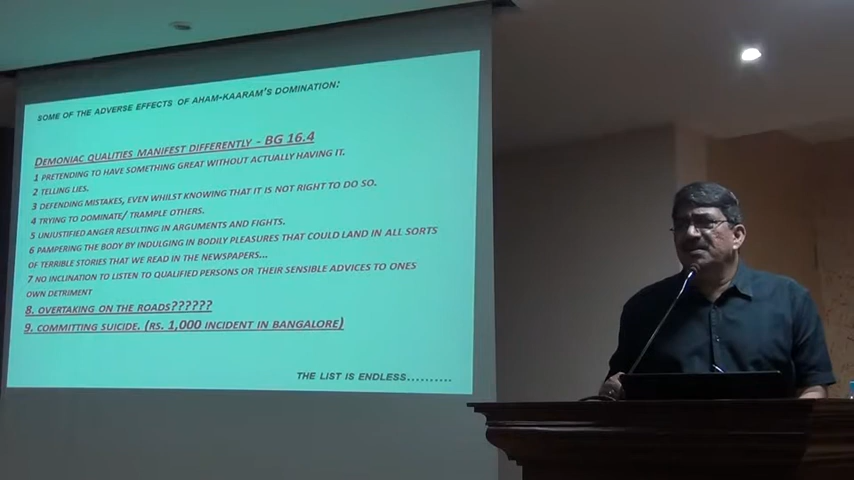 SOME OF THE ADVERSE EFFECTS OF AHAM-KAARAM'S DOMINATION:
DEMONIAC QUALITIES MANIFEST DIFFERENTLY – BG 16.4
1 PRETENDING TO HAVE SOMETHING GREAT WITHOUT ACTUALLY HAVING IT.
2 TELLING LIES.
3 DEFENDING MISTAKES, EVEN WHILST KNOWING THAT IT IS NOT RIGHT TO DO SO.
4 TRYING TO DOMINATE/ TRAMPLE OTHERS.
5 UNJUSTIFIED ANGER RESULTING IN ARGUMENTS AND FIGHTS.
6 PAMPERING THE BODY BY INDULGING IN BODILY PLEASURES THAT COULD LAND IN ALL SORTS
OF TERRIBLE STORIES THAT WE READ IN THE NEWSPAPERS...
7 NO INCLINATION TO LISTEN TO QUALIFIED PERSONS OR THEIR SENSIBLE ADVICES TO ONES
OWN DETRIMENT
8. OVERTAKING ON THE ROADS??????
9. COMMITTING SUICIDE. (RS. 1,000 INCIDENT IN BANGALORE)
THE LIST IS ENDLESS..........